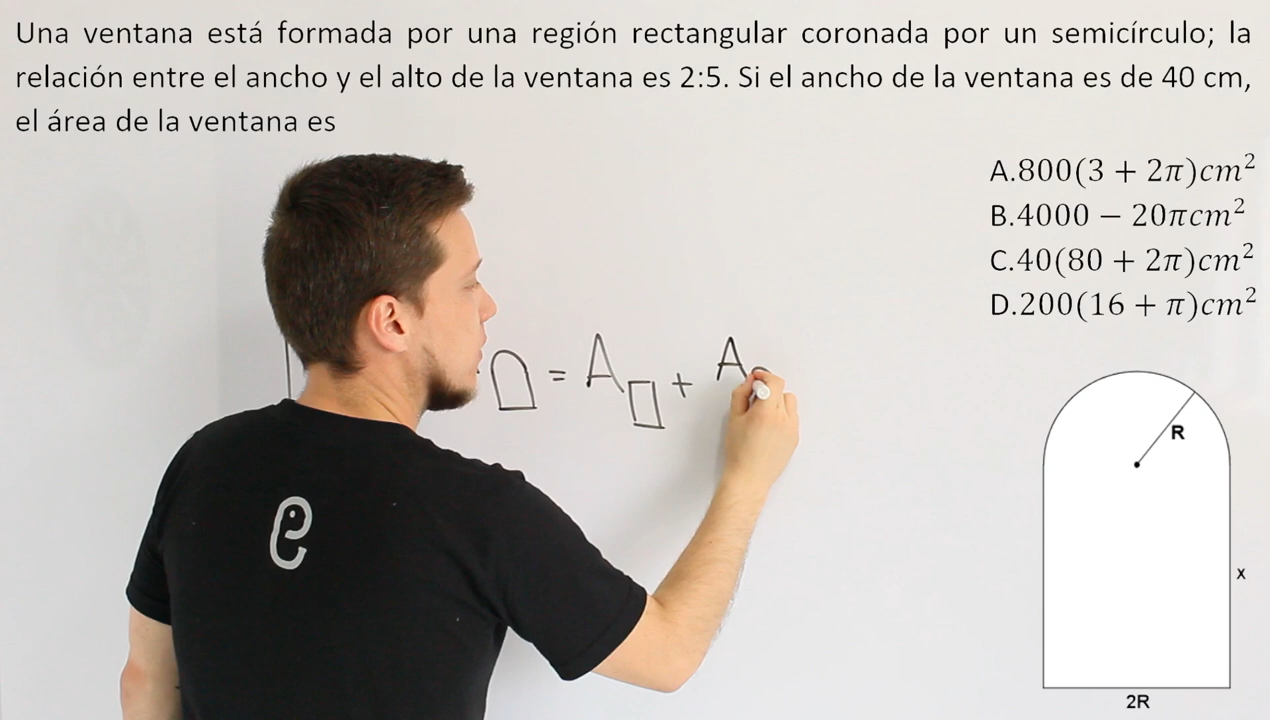 Una ventana está formada por una región rectangular coronada por un semicírculo; la
relación entre el ancho y el alto de la ventana es 2:5. Si el ancho de la ventana es de 40 cm,
el área de la ventana es
A.800(3 + 2π)cm²
B.4000 − 20πcm²
C.40(80 + 2π)cm²
D.200(16 + π)cm²
= A▯ + A
e
R
x
2R